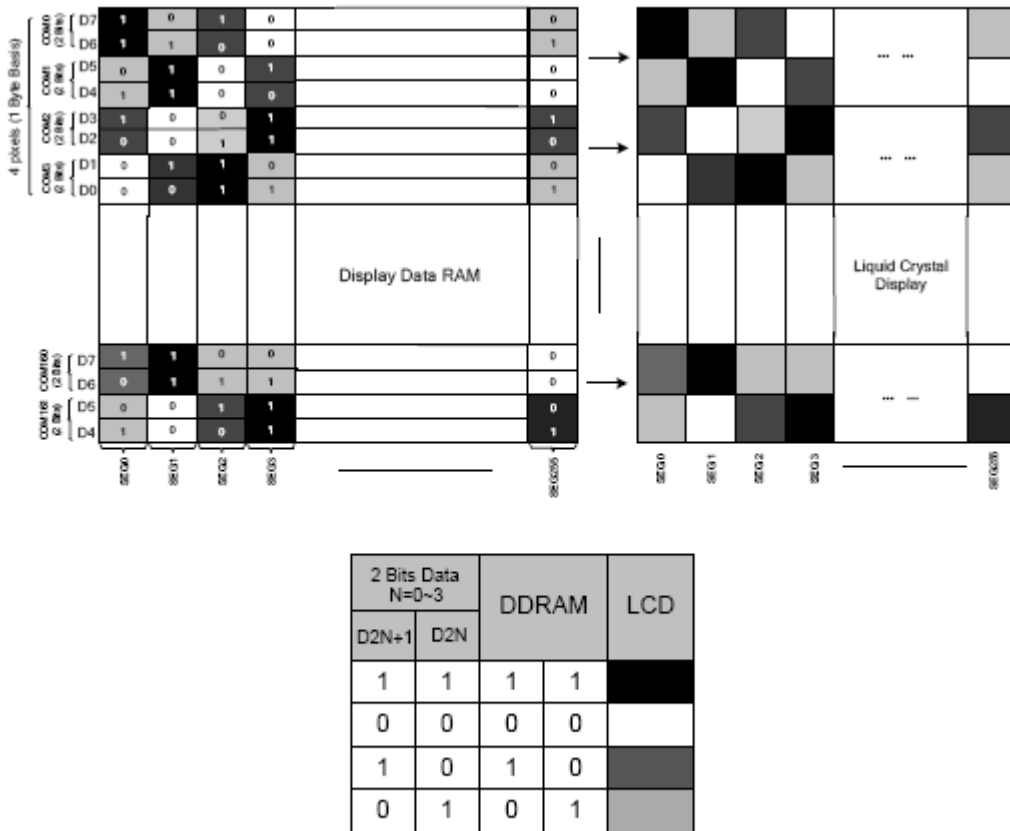 4 pixels (1 Byte Basis)
COM0 (2 Bits) D7 1 0 1 0 0
D6 1 1 0 0 1
COM1 (2 Bits) D5 0 1 0 1 0
D4 1 1 0 0 0
COM2 (2 Bits) D3 1 0 0 1 1
D2 0 0 1 1 0
COM3 (2 Bits) D1 0 1 1 0 0
D0 0 0 1 1 1
... ...
... ...
Display Data RAM
Liquid Crystal
Display
COM160 (2 Bits) D7 1 1 0 0 0
D6 0 1 1 1 0
COM161 (2 Bits) D5 0 0 1 1 0
D4 1 0 0 1 1
... ...
SEG0 SEG1 SEG2 SEG3 SEG255
SEG0 SEG1 SEG2 SEG3 SEG255
2 Bits Data
N=0~3
DDRAM LCD
D2N+1 D2N
1 1 1 1
0 0 0 0
1 0 1 0
0 1 0 1